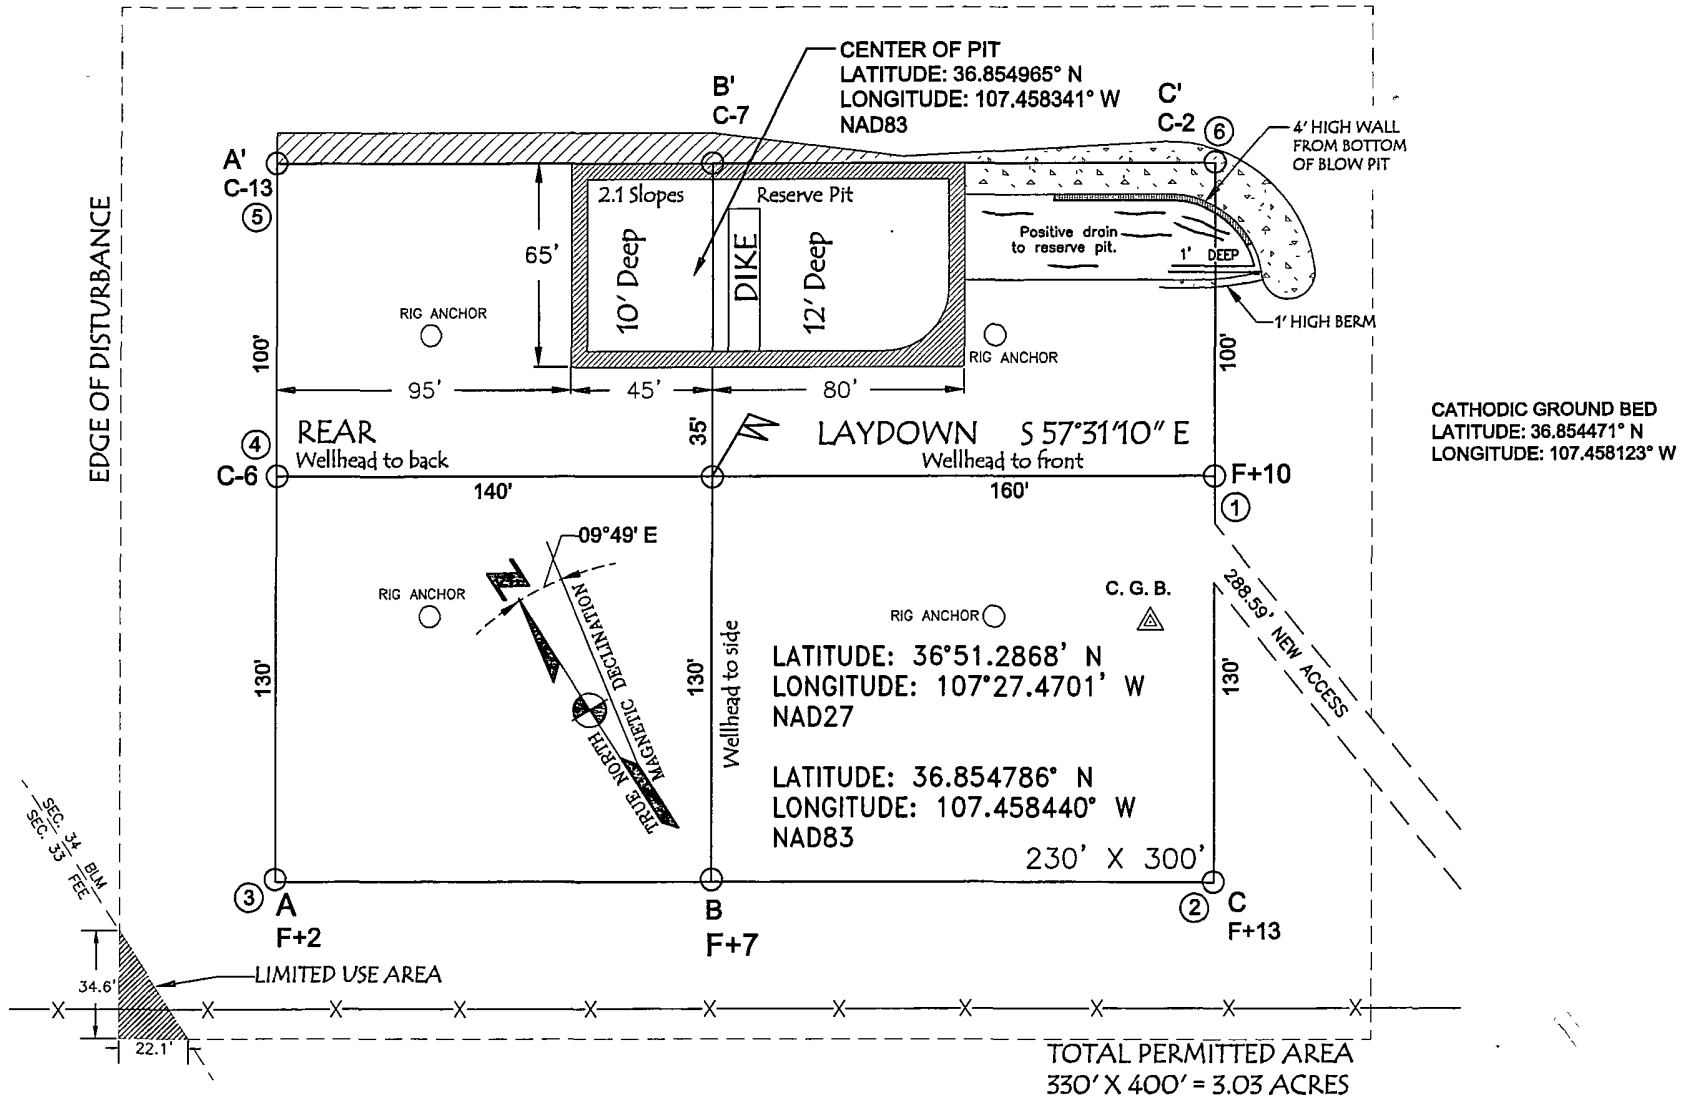 CENTER OF PIT
LATITUDE: 36.854965° N
LONGITUDE: 107.458341° W
NAD83
B'
C-7
C'
C-2
6
4' HIGH WALL
FROM BOTTOM
OF BLOW PIT
A'
C-13
5
EDGE OF DISTURBANCE
2.1 Slopes
Reserve Pit
65'
10' Deep
DIKE
12' Deep
Positive drain
to reserve pit.
1' DEEP
1' HIGH BERM
RIG ANCHOR
RIG ANCHOR
100'
100'
95'
45'
80'
CATHODIC GROUND BED
LATITUDE: 36.854471° N
LONGITUDE: 107.458123° W
4
C-6
REAR
Wellhead to back
35'
LAYDOWN S 57°31'10" E
Wellhead to front
F+10
1
140'
160'
09°49' E
RIG ANCHOR
RIG ANCHOR
C. G. B.
288.59' NEW ACCESS
MAGNETIC DECLINATION
TRUE NORTH
130'
130'
Wellhead to side
130'
LATITUDE: 36°51.2868' N
LONGITUDE: 107°27.4701' W
NAD27
LATITUDE: 36.854786° N
LONGITUDE: 107.458440° W
NAD83
230' X 300'
SEC. 34 BLM
SEC. 33 FEE
3
A
F+2
B
F+7
2
C
F+13
34.6'
LIMITED USE AREA
22.1'
X X X X X X X X X X X
TOTAL PERMITTED AREA
330' X 400' = 3.03 ACRES